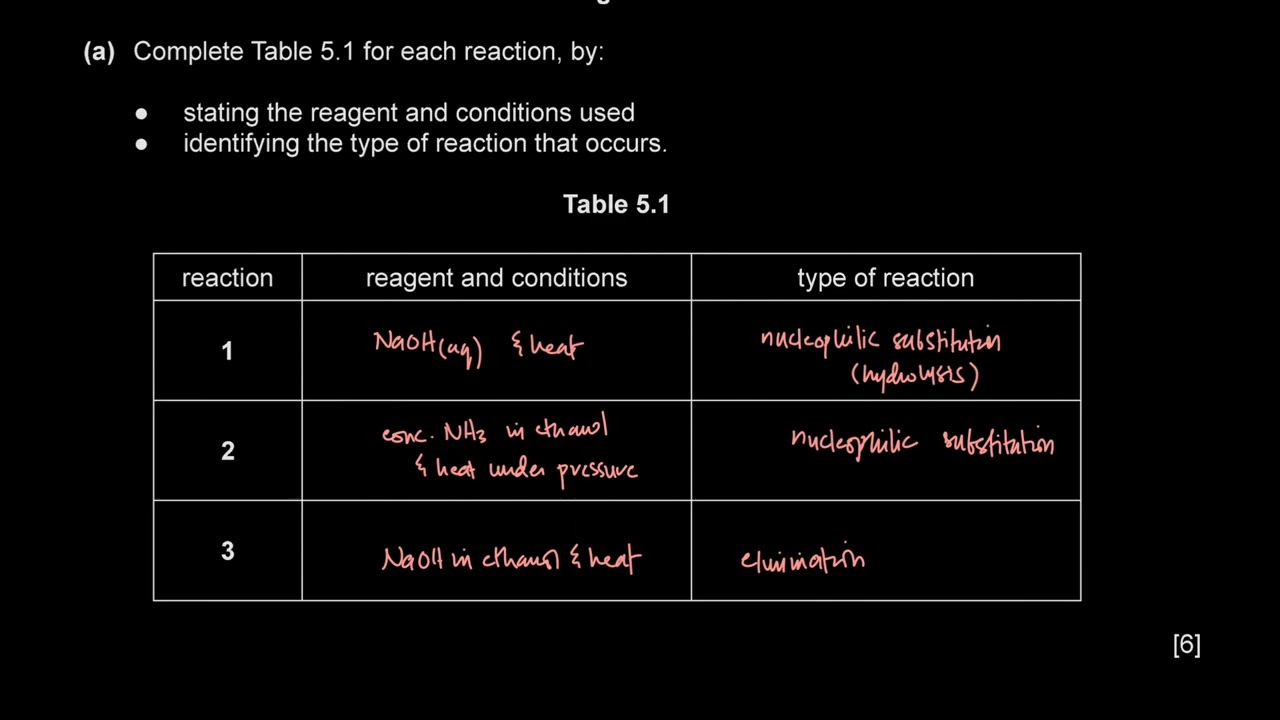 (a) Complete Table 5.1 for each reaction, by:
● stating the reagent and conditions used
● identifying the type of reaction that occurs.
Table 5.1
reaction reagent and conditions type of reaction
1 NaOH(aq) & heat nucleophilic substitution
(hydrolysis)
2 conc. NH3 in ethanol nucleophilic substitution
& heat under pressure
3 NaOH in ethanol & heat elimination
[6]